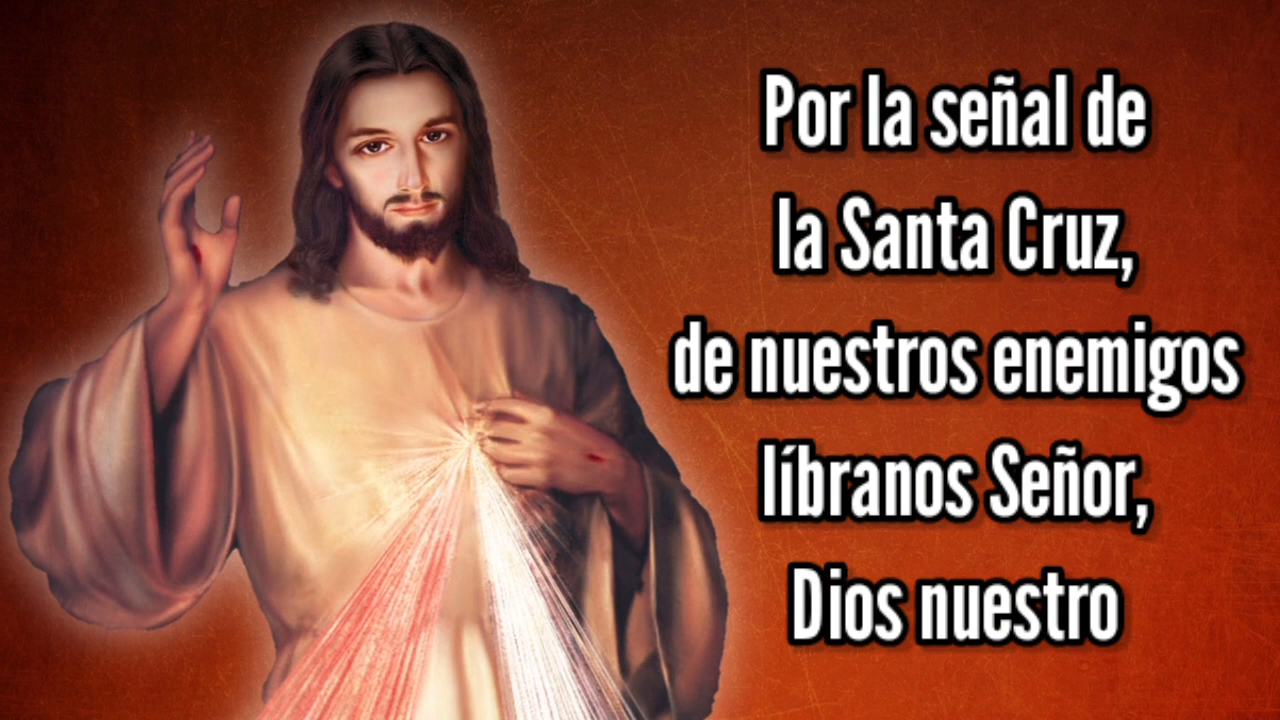 Por la señal de
la Santa Cruz,
de nuestros enemigos
líbranos Señor,
Dios nuestro